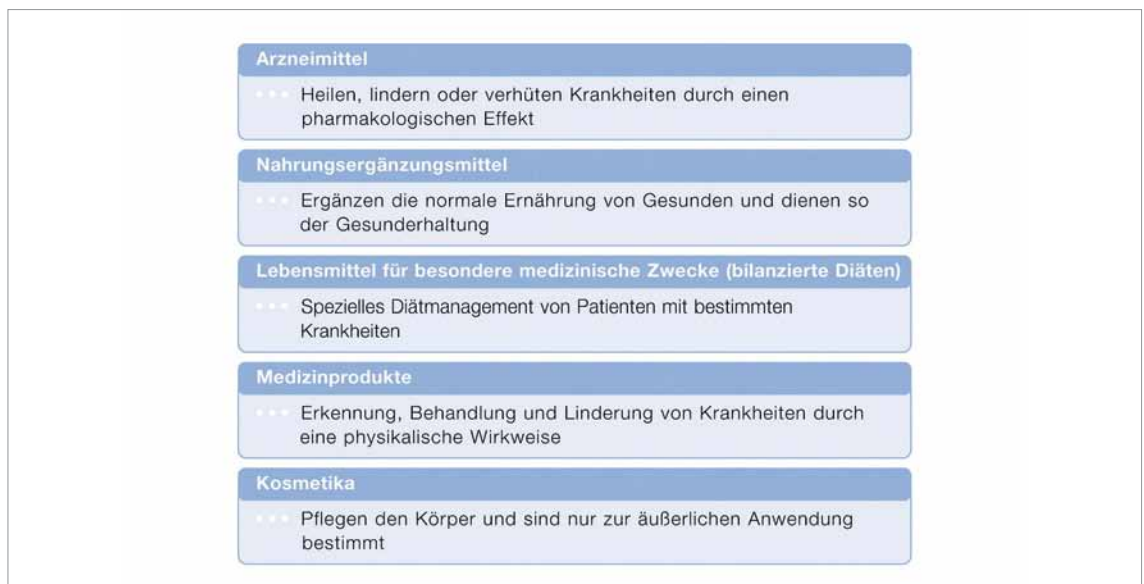 Arzneimittel
Heilen, lindern oder verhüten Krankheiten durch einen
pharmakologischen Effekt
Nahrungsergänzungsmittel
Ergänzen die normale Ernährung von Gesunden und dienen so
der Gesunderhaltung
Lebensmittel für besondere medizinische Zwecke (bilanzierte Diäten)
Spezielles Diätmanagement von Patienten mit bestimmten
Krankheiten
Medizinprodukte
Erkennung, Behandlung und Linderung von Krankheiten durch
eine physikalische Wirkweise
Kosmetika
Pflegen den Körper und sind nur zur äußerlichen Anwendung
bestimmt